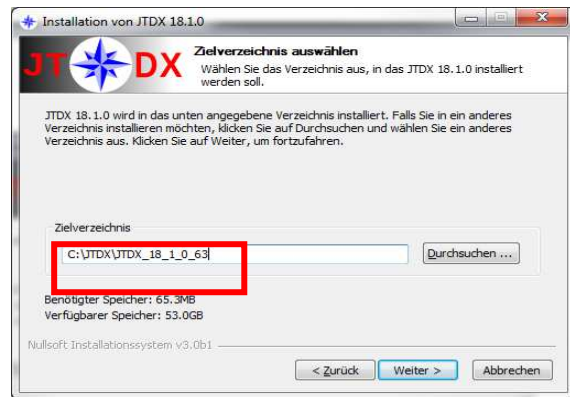 Installation von JTDX 18.1.0
JT DX
Zielverzeichnis auswählen
Wählen Sie das Verzeichnis aus, in das JTDX 18.1.0 installiert
werden soll.
JTDX 18.1.0 wird in das unten angegebene Verzeichnis installiert. Falls Sie in ein anderes
Verzeichnis installieren möchten, klicken Sie auf Durchsuchen und wählen Sie ein anderes
Verzeichnis aus. Klicken Sie auf Weiter, um fortzufahren.
Zielverzeichnis
C:\JTDX\JTDX_18_1_0_63
Durchsuchen ...
Benötigter Speicher: 65.3MB
Verfügbarer Speicher: 53.0GB
Nullsoft Installationssystem v3.0b1
< Zurück Weiter > Abbrechen